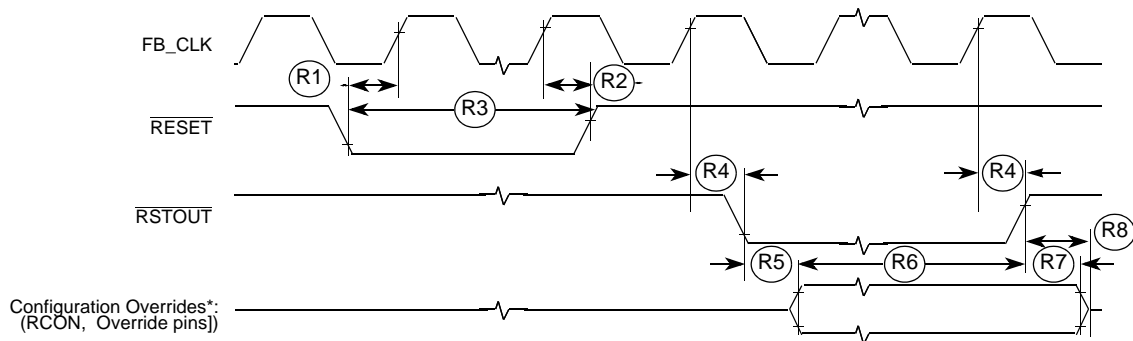 FB_CLK
R1
R2
R3
RESET
R4
R4
RSTOUT
R8
R5
R6
R7
Configuration Overrides*:
(RCON, Override pins])